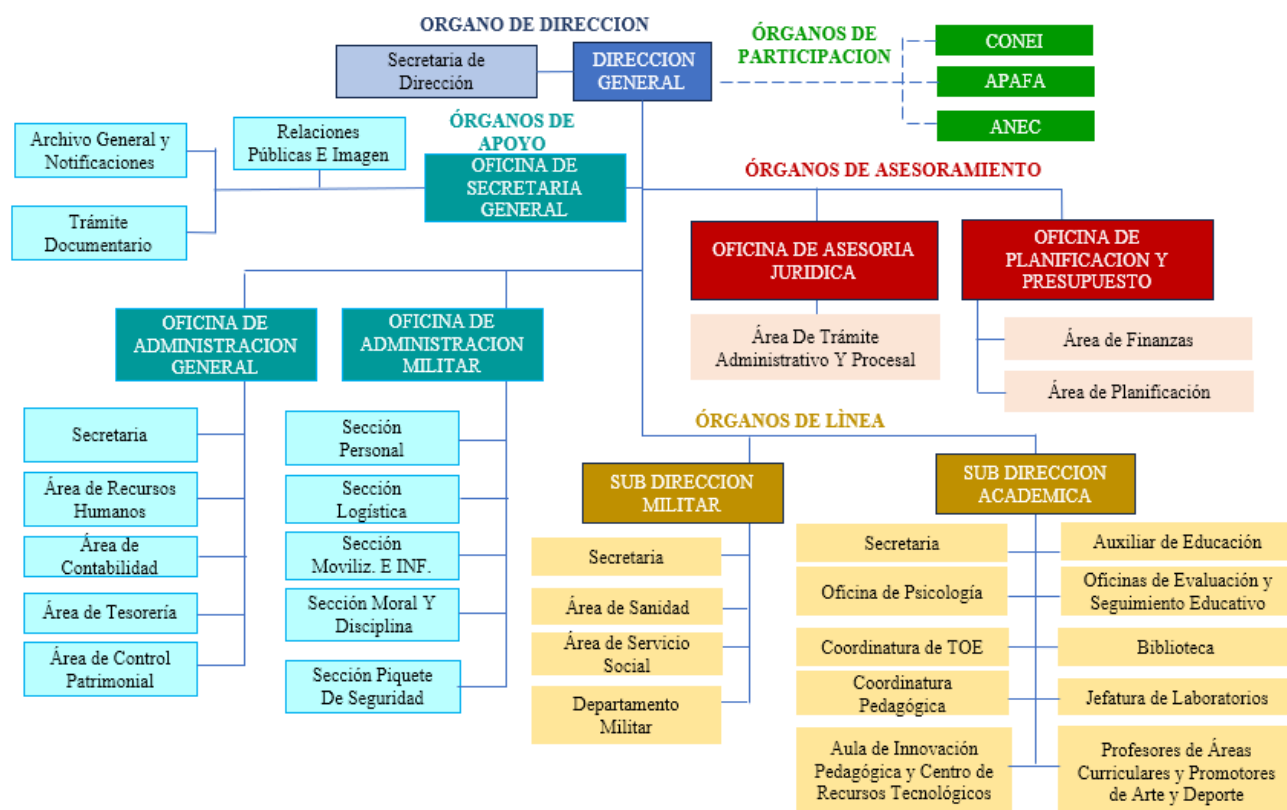 ORGANO DE DIRECCION
Secretaria de
Dirección
DIRECCION
GENERAL
ÓRGANOS DE
PARTICIPACION
CONEI
APAFA
ANEC
ÓRGANOS DE
APOYO
Archivo General y
Notificaciones
Relaciones
Públicas E Imagen
OFICINA DE
SECRETARIA
GENERAL
Trámite
Documentario
ÓRGANOS DE ASESORAMIENTO
OFICINA DE ASESORIA
JURIDICA
OFICINA DE
PLANIFICACION Y
PRESUPUESTO
Área De Trámite
Administrativo Y Procesal
Área de Finanzas
Área de Planificación
OFICINA DE
ADMINISTRACION
GENERAL
OFICINA DE
ADMINISTRACION
MILITAR
Secretaria
Área de Recursos
Humanos
Área de
Contabilidad
Área de Tesorería
Área de Control
Patrimonial
Sección
Personal
Sección
Logística
Sección
Moviliz. E INF.
Sección Moral Y
Disciplina
Sección Piquete
De Seguridad
ÓRGANOS DE LÌNEA
SUB DIRECCION
MILITAR
SUB DIRECCION
ACADEMICA
Secretaria
Área de Sanidad
Área de Servicio
Social
Departamento
Militar
Secretaria
Oficina de Psicología
Coordinatura de TOE
Coordinatura
Pedagógica
Aula de Innovación
Pedagógica y Centro de
Recursos Tecnológicos
Auxiliar de Educación
Oficinas de Evaluación y
Seguimiento Educativo
Biblioteca
Jefatura de Laboratorios
Profesores de Áreas
Curriculares y Promotores
de Arte y Deporte